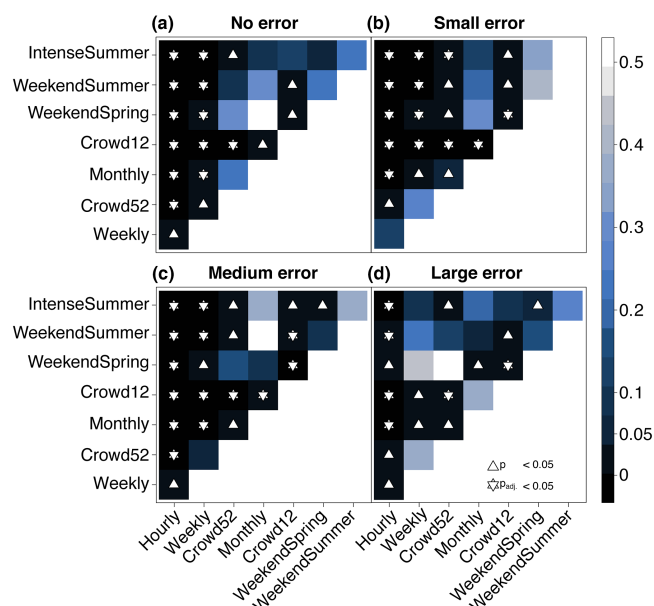 (a) No error
(b) Small error
IntenseSummer
WeekendSummer
WeekendSpring
Crowd12
Monthly
Crowd52
Weekly
(c) Medium error
(d) Large error
IntenseSummer
WeekendSummer
WeekendSpring
Crowd12
Monthly
Crowd52
Weekly
p < 0.05
padj. < 0.05
Hourly
Weekly
Crowd52
Monthly
Crowd12
WeekendSpring
WeekendSummer
Hourly
Weekly
Crowd52
Monthly
Crowd12
WeekendSpring
WeekendSummer
0.5
0.4
0.3
0.2
0.1
0.05
0